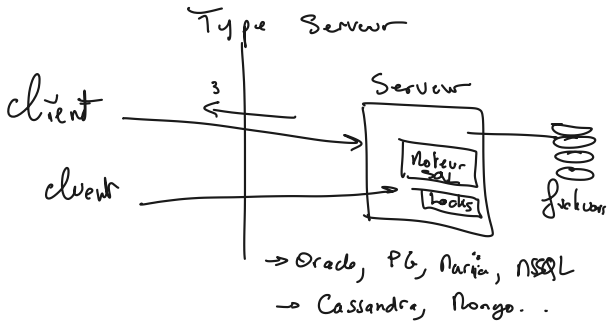 Type Serveur
Serveur
3
Client
Moteur
SQL
client
Locks
fichiers
→ Oracle, PG, Maria, MSSQL
→ Cassandra, Mongo...